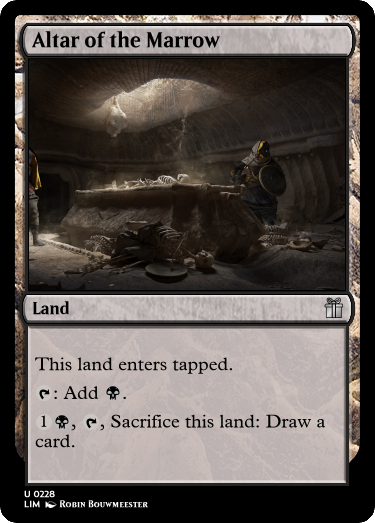 Altar of the Marrow
Land
This land enters tapped.
: Add .
1 , , Sacrifice this land: Draw a
card.
U 0228
LIM Robin Bouwmeester